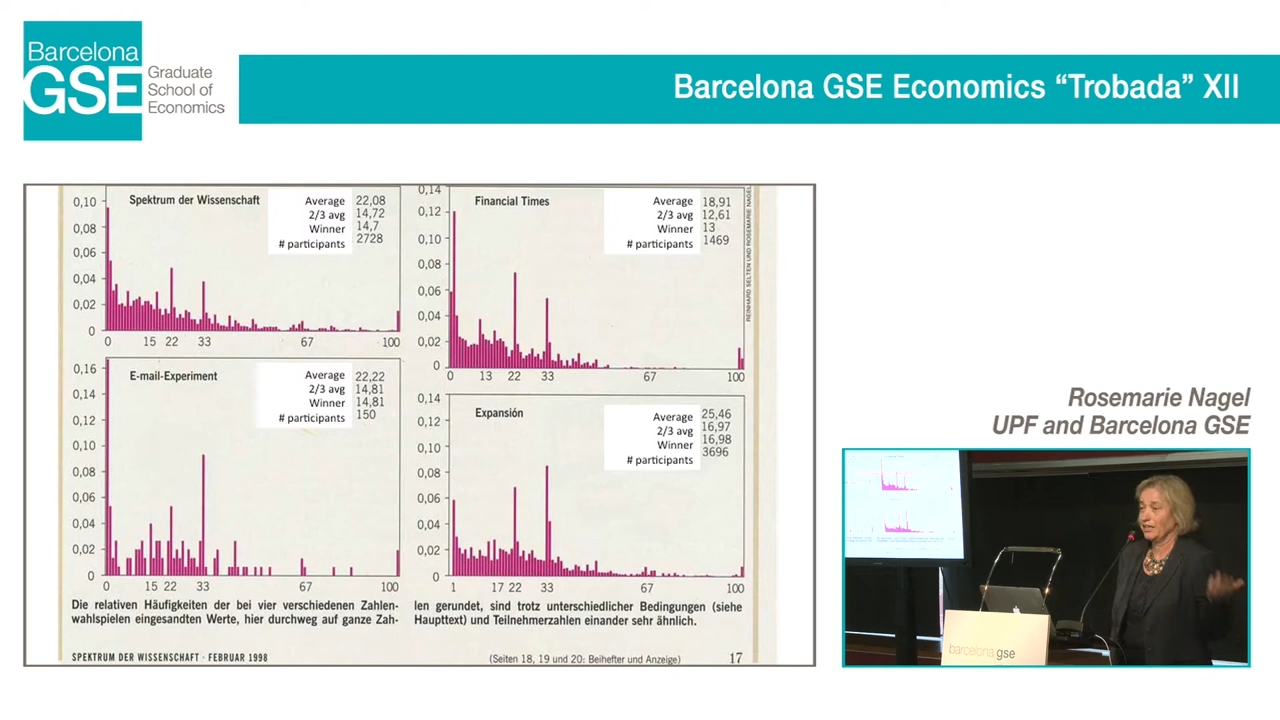 Barcelona
GSE
Graduate
School of
Economics
Barcelona GSE Economics “Trobada” XII
Spektrum der Wissenschaft
Average 22,08
2/3 avg 14,72
Winner 14,7
# participants 2728
0,10
0,08
0,06
0,04
0,02
0
0 15 22 33 67 100
Financial Times
Average 18,91
2/3 avg 12,61
Winner 13
# participants 1469
0,14
0,12
0,10
0,08
0,06
0,04
0,02
0
0 13 22 33 67 100
REINHARD SELTEN UND ROSEMARIE NAGEL
E-mail-Experiment
Average 22,22
2/3 avg 14,81
Winner 14,81
# participants 150
0,16
0,14
0,12
0,10
0,08
0,06
0,04
0,02
0
0 15 22 33 67 100
Expansión
Average 25,46
2/3 avg 16,97
Winner 16,98
# participants 3696
0,14
0,12
0,10
0,08
0,06
0,04
0,02
0
1 17 22 33 67 100
Die relativen Häufigkeiten der bei vier verschiedenen Zahlen-
wahlspielen eingesandten Werte, hier durchweg auf ganze Zah-
len gerundet, sind trotz unterschiedlicher Bedingungen (siehe
Haupttext) und Teilnehmerzahlen einander sehr ähnlich.
SPEKTRUM DER WISSENSCHAFT · FEBRUAR 1998
(Seiten 18, 19 und 20: Beihefter und Anzeige) 17
Rosemarie Nagel
UPF and Barcelona GSE
barcelona gse